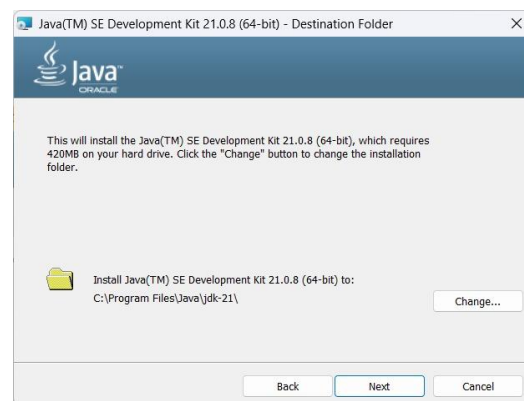 Java(TM) SE Development Kit 21.0.8 (64-bit) - Destination Folder
Java™
ORACLE
This will install the Java(TM) SE Development Kit 21.0.8 (64-bit), which requires
420MB on your hard drive. Click the "Change" button to change the installation
folder.
Install Java(TM) SE Development Kit 21.0.8 (64-bit) to:
C:\Program Files\Java\jdk-21\
Change...
Back
Next
Cancel